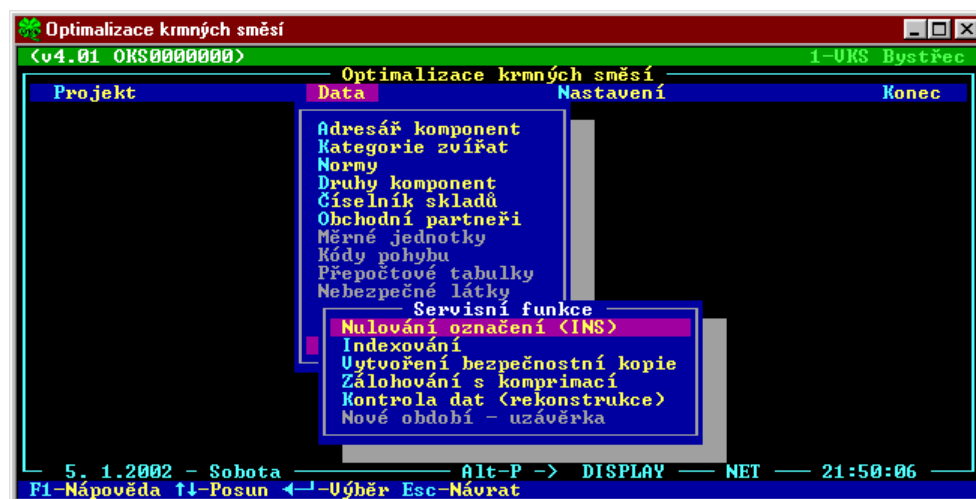 Optimalizace krmných směsí
(v4.01 OKS0000000) 1-VKS Bystřec
Optimalizace krmných směsí
Projekt Data Nastavení Konec
Adresář komponent
Kategorie zvířat
Normy
Druhy komponent
Číselník skladů
Obchodní partneři
Měrné jednotky
Kódy pohybu
Přepočtové tabulky
Nebezpečné látky
Servisní funkce
Nulování označení (INS)
Indexování
Vytvoření bezpečnostní kopie
Zálohování s komprimací
Kontrola dat (rekonstrukce)
Nové období - uzávěrka
5. 1.2002 - Sobota Alt-P -> DISPLAY NET 21:50:06
F1-Nápověda ↑↓-Posun ◄─┘-Výběr Esc-Návrat